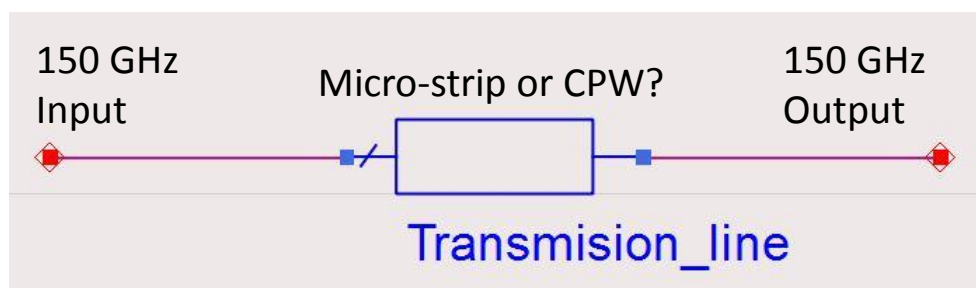 150 GHz
Input
Micro-strip or CPW?
150 GHz
Output
Transmision_line